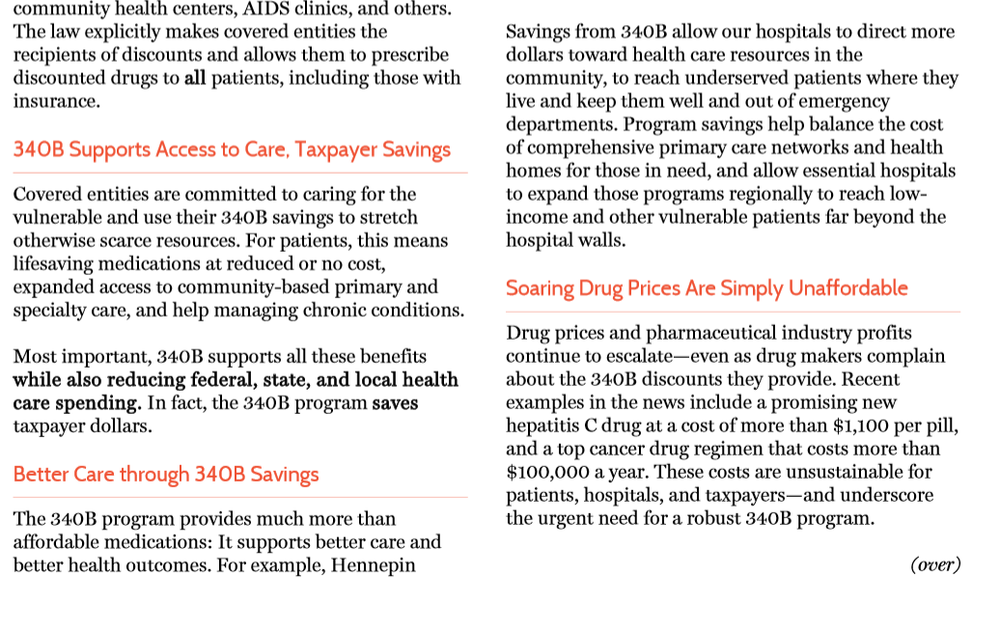 community health centers, AIDS clinics, and others.
The law explicitly makes covered entities the
recipients of discounts and allows them to prescribe
discounted drugs to all patients, including those with
insurance.
340B Supports Access to Care, Taxpayer Savings
Covered entities are committed to caring for the
vulnerable and use their 340B savings to stretch
otherwise scarce resources. For patients, this means
lifesaving medications at reduced or no cost,
expanded access to community-based primary and
specialty care, and help managing chronic conditions.
Most important, 340B supports all these benefits
while also reducing federal, state, and local health
care spending. In fact, the 340B program saves
taxpayer dollars.
Better Care through 340B Savings
The 340B program provides much more than
affordable medications: It supports better care and
better health outcomes. For example, Hennepin
Savings from 340B allow our hospitals to direct more
dollars toward health care resources in the
community, to reach underserved patients where they
live and keep them well and out of emergency
departments. Program savings help balance the cost
of comprehensive primary care networks and health
homes for those in need, and allow essential hospitals
to expand those programs regionally to reach low-
income and other vulnerable patients far beyond the
hospital walls.
Soaring Drug Prices Are Simply Unaffordable
Drug prices and pharmaceutical industry profits
continue to escalate—even as drug makers complain
about the 340B discounts they provide. Recent
examples in the news include a promising new
hepatitis C drug at a cost of more than $1,100 per pill,
and a top cancer drug regimen that costs more than
$100,000 a year. These costs are unsustainable for
patients, hospitals, and taxpayers—and underscore
the urgent need for a robust 340B program.
(over)